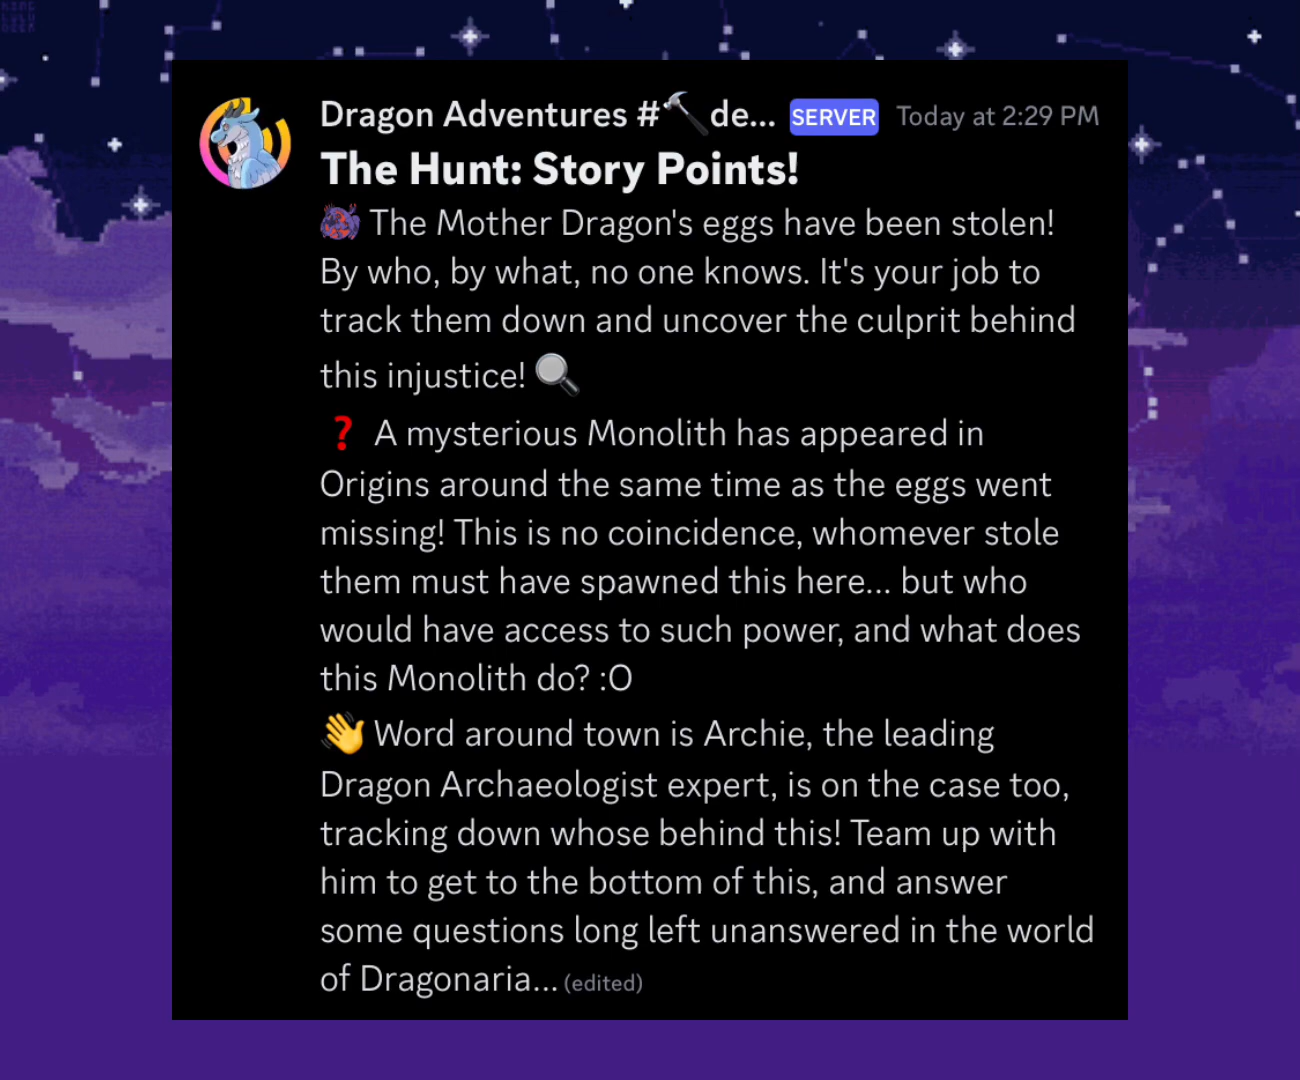 Dragon Adventures #🔨de... SERVER Today at 2:29 PM
The Hunt: Story Points!
The Mother Dragon's eggs have been stolen!
By who, by what, no one knows. It's your job to
track them down and uncover the culprit behind
this injustice! 🔍
❓ A mysterious Monolith has appeared in
Origins around the same time as the eggs went
missing! This is no coincidence, whomever stole
them must have spawned this here... but who
would have access to such power, and what does
this Monolith do? :O
👋 Word around town is Archie, the leading
Dragon Archaeologist expert, is on the case too,
tracking down whose behind this! Team up with
him to get to the bottom of this, and answer
some questions long left unanswered in the world
of Dragonaria... (edited)